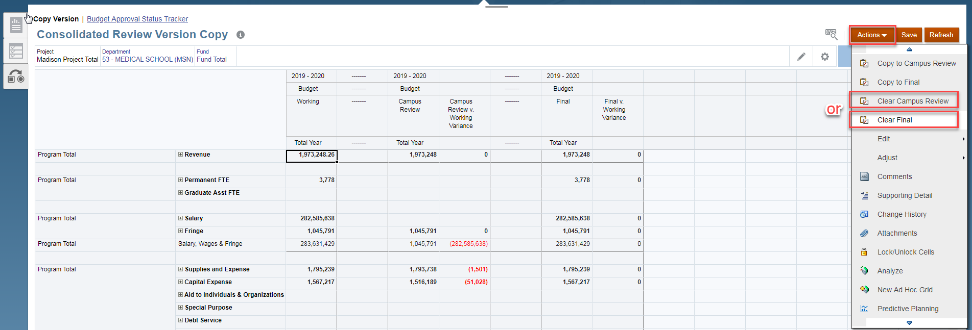 Copy Version | Budget Approval Status Tracker
Consolidated Review Version Copy
Actions Save Refresh
Project Department Fund
Madison Project Total 53 - MEDICAL SCHOOL (MSN) Fund Total
2019 - 2020 ------- 2019 - 2020 ------- 2019 - 2020
Budget ------- Budget ------- Budget
Working ------- Campus Review Campus Review v. Working Variance ------- Final Final v. Working Variance
Total Year ------- Total Year ------- Total Year
Program Total Revenue 1,973,248.26 1,973,248 0 1,973,248 0
Program Total Permanent FTE 3,778 3,778 0
Graduate Asst FTE
Program Total Salary 282,585,638 282,585,638 0
Fringe 1,045,791 1,045,791 0 1,045,791 0
Program Total Salary, Wages & Fringe 283,631,429 1,045,791 (282,585,638) 283,631,429 0
Program Total Supplies and Expense 1,795,239 1,793,738 (1,501) 1,795,239 0
Capital Expense 1,567,217 1,516,189 (51,028) 1,567,217 0
Aid to Individuals & Organizations
Special Purpose
Debt Service
Copy to Campus Review
Copy to Final
Clear Campus Review
or
Clear Final
Edit
Adjust
Comments
Supporting Detail
Change History
Attachments
Lock/Unlock Cells
Analyze
New Ad Hoc Grid
Predictive Planning